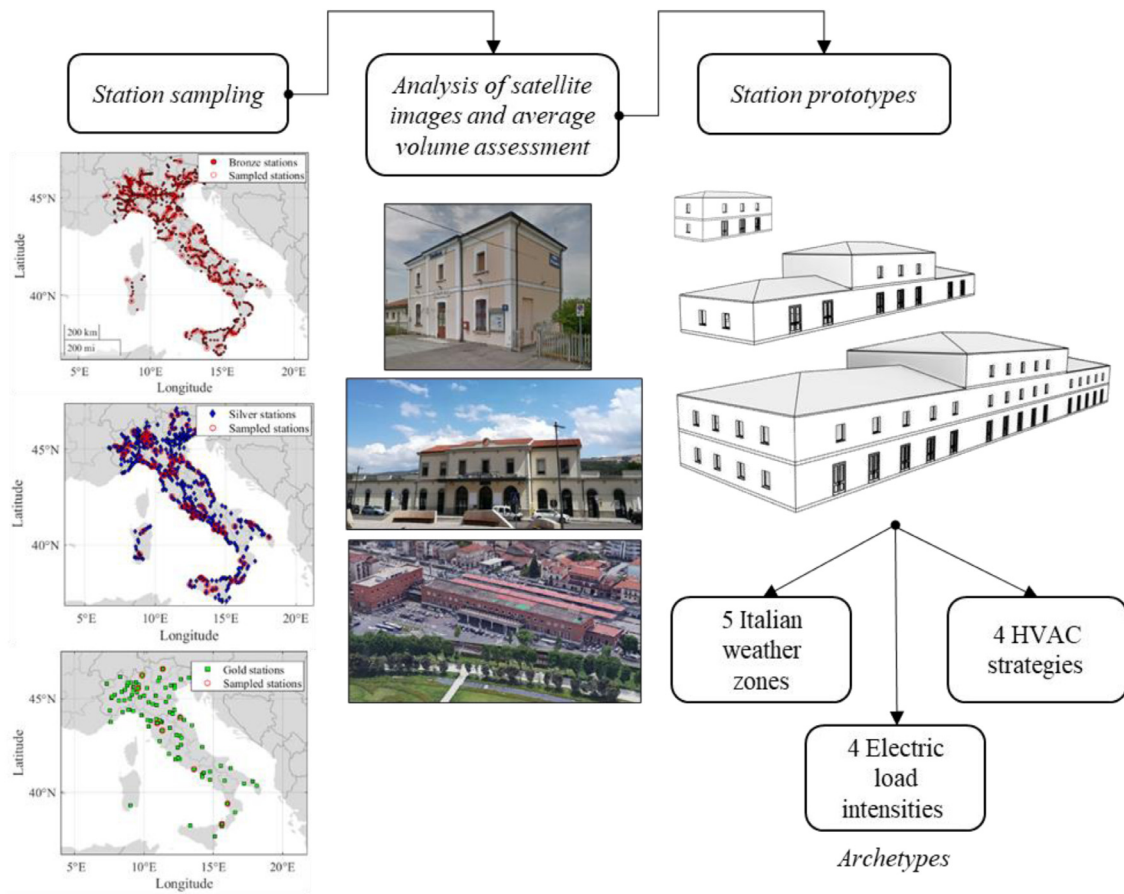 Station sampling
Analysis of satellite
images and average
volume assessment
Station prototypes
Bronze stations
Sampled stations
45°N
40°N
Latitude
200 km
200 mi
5°E
10°E
15°E
20°E
Longitude
Silver stations
Sampled stations
45°N
40°N
Latitude
5°E
10°E
15°E
20°E
Longitude
Gold stations
Sampled stations
45°N
40°N
Latitude
5°E
10°E
15°E
20°E
Longitude
5 Italian
weather
zones
4 HVAC
strategies
4 Electric
load
intensities
Archetypes